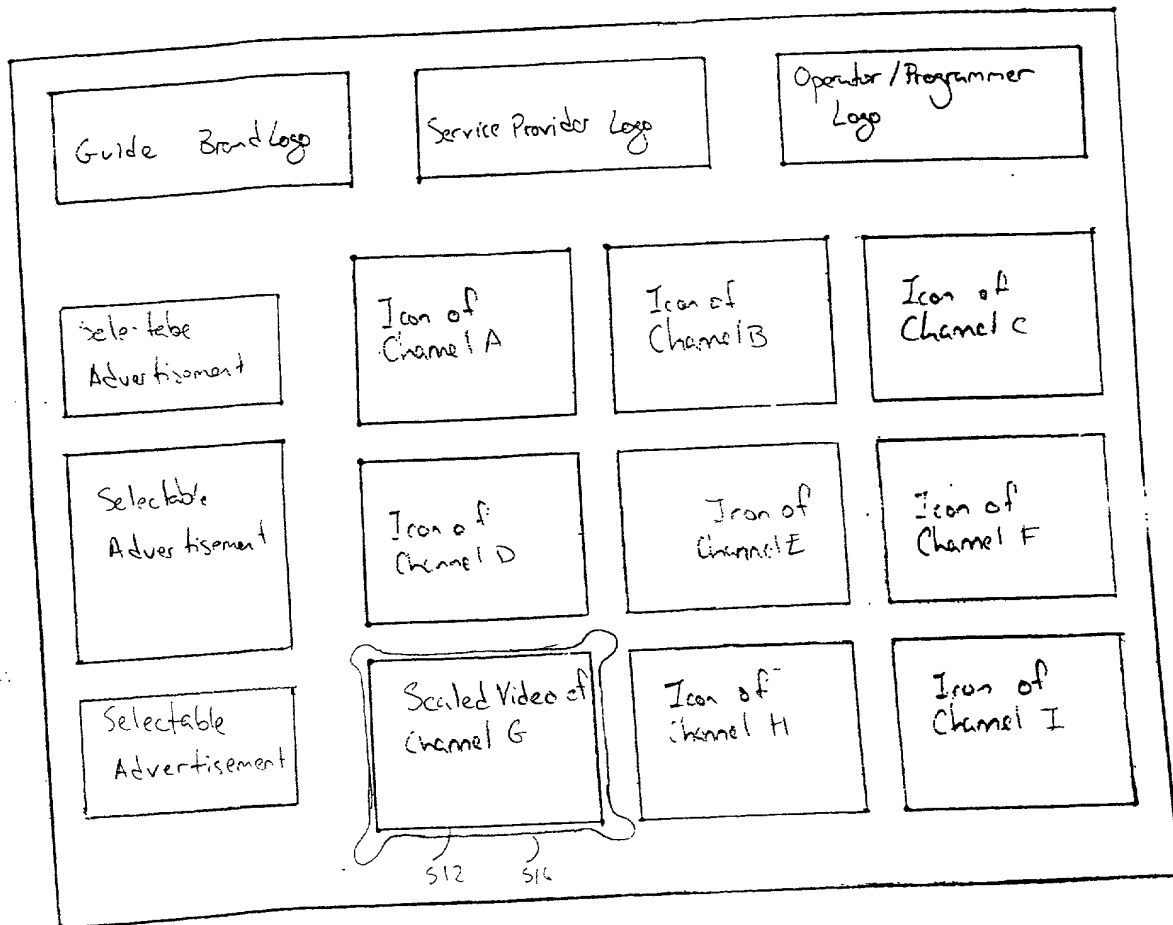 Guide Brand Logo
Service Provider Logo
Operator/Programmer
Logo
Selectabe
Advertisement
Icon of
Channel A
Icon of
Channel B
Icon of
Channel C
Selectable
Advertisement
Icon of
Channel D
Icon of
Channel E
Icon of
Channel F
Selectable
Advertisement
Scaled Video of
Channel G
Icon of
Channel H
Icon of
Channel I
512
516